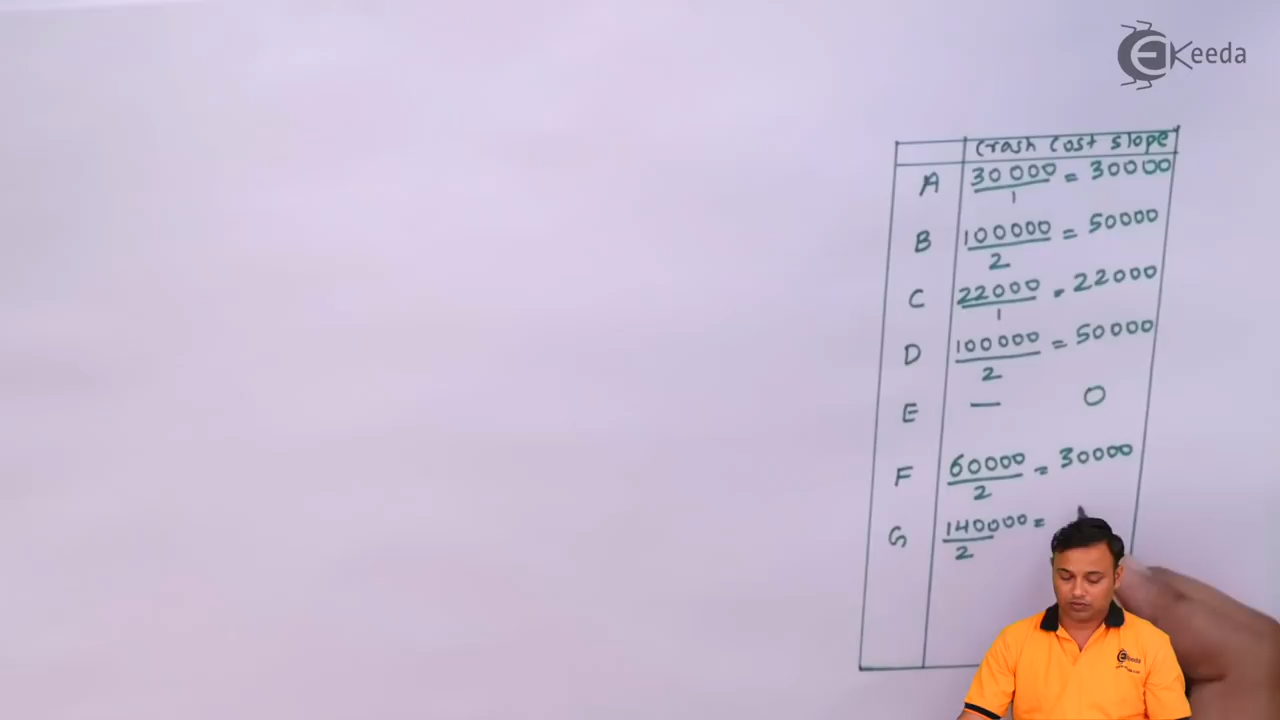 EKeeda
Crash Cost slope
A 30000/1 = 30000
B 100000/2 = 50000
C 22000/1 = 22000
D 100000/2 = 50000
E — 0
F 60000/2 = 30000
G 140000/2 =
EKeeda